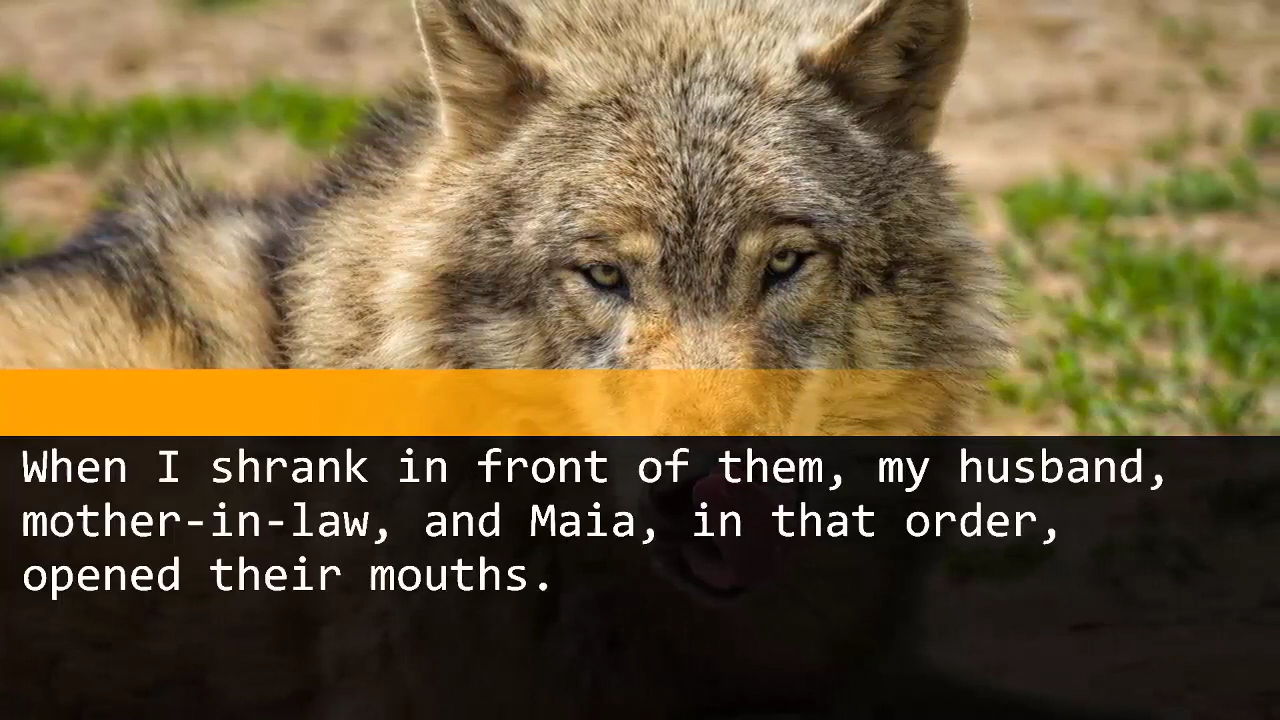 When I shrank in front of them, my husband,
mother-in-law, and Maia, in that order,
opened their mouths.